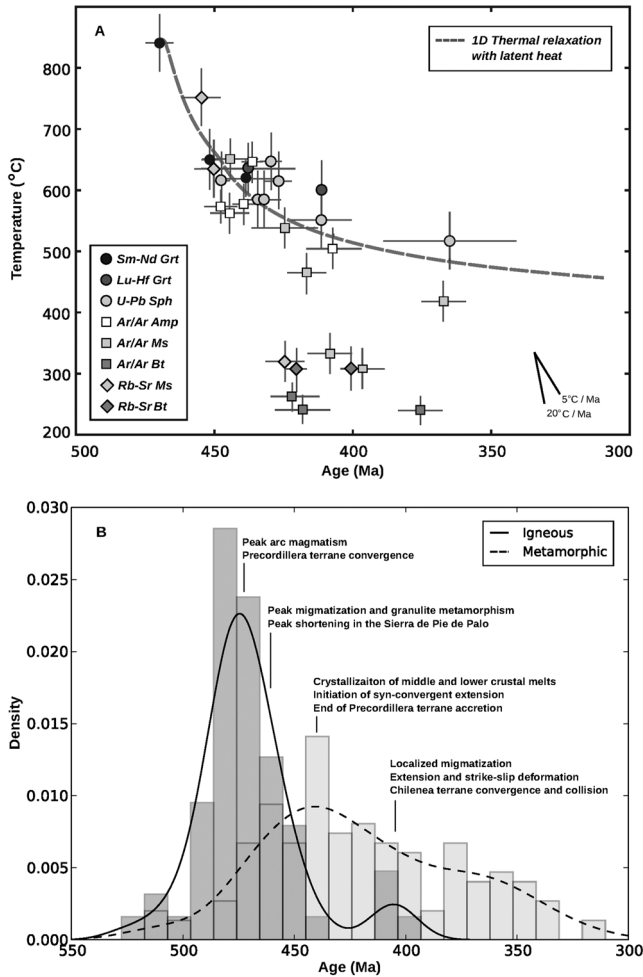 A
1D Thermal relaxation
with latent heat
800
700
600
500
400
300
200
Temperature (°C)
Sm-Nd Grt
Lu-Hf Grt
U-Pb Sph
Ar/Ar Amp
Ar/Ar Ms
Ar/Ar Bt
Rb-Sr Ms
Rb-Sr Bt
5°C / Ma
20°C / Ma
500 450 400 350 300
Age (Ma)
B
Igneous
Metamorphic
0.030
0.025
0.020
0.015
0.010
0.005
0.000
Density
Peak arc magmatism
Precordillera terrane convergence
Peak migmatization and granulite metamorphism
Peak shortening in the Sierra de Pie de Palo
Crystallizaiton of middle and lower crustal melts
Initiation of syn-convergent extension
End of Precordillera terrane accretion
Localized migmatization
Extension and strike-slip deformation
Chilenea terrane convergence and collision
550 500 450 400 350 300
Age (Ma)